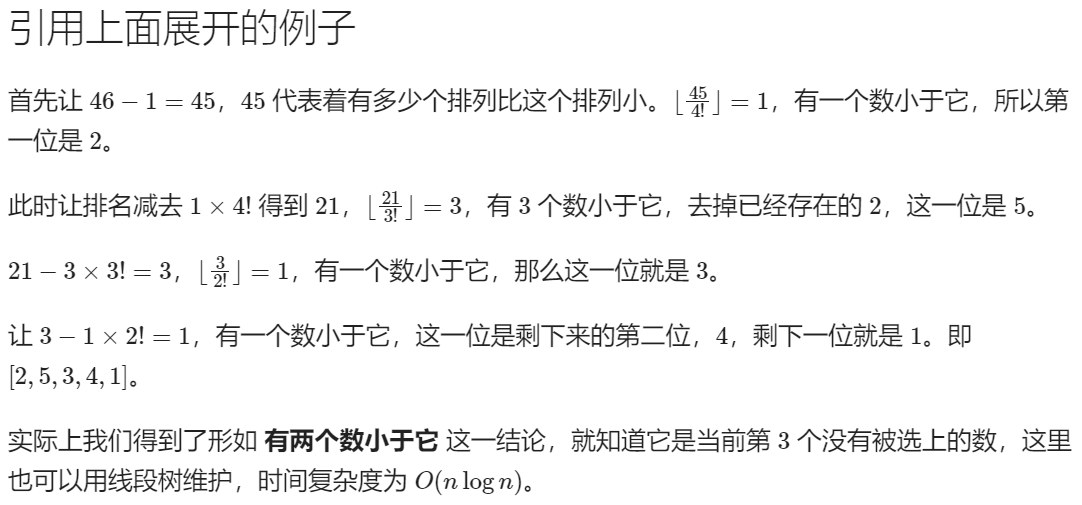 引用上面展开的例子
首先让 46 − 1 = 45，45 代表着有多少个排列比这个排列小。⌊45/4!⌋ = 1，有一个数小于它，所以第
一位是 2。
此时让排名减去 1 × 4! 得到 21，⌊21/3!⌋ = 3，有 3 个数小于它，去掉已经存在的 2，这一位是 5。
21 − 3 × 3! = 3，⌊3/2!⌋ = 1，有一个数小于它，那么这一位就是 3。
让 3 − 1 × 2! = 1，有一个数小于它，这一位是剩下来的第二位，4，剩下一位就是 1。即
[2, 5, 3, 4, 1]。
实际上我们得到了形如 有两个数小于它 这一结论，就知道它是当前第 3 个没有被选上的数，这里
也可以用线段树维护，时间复杂度为 O(n log n)。